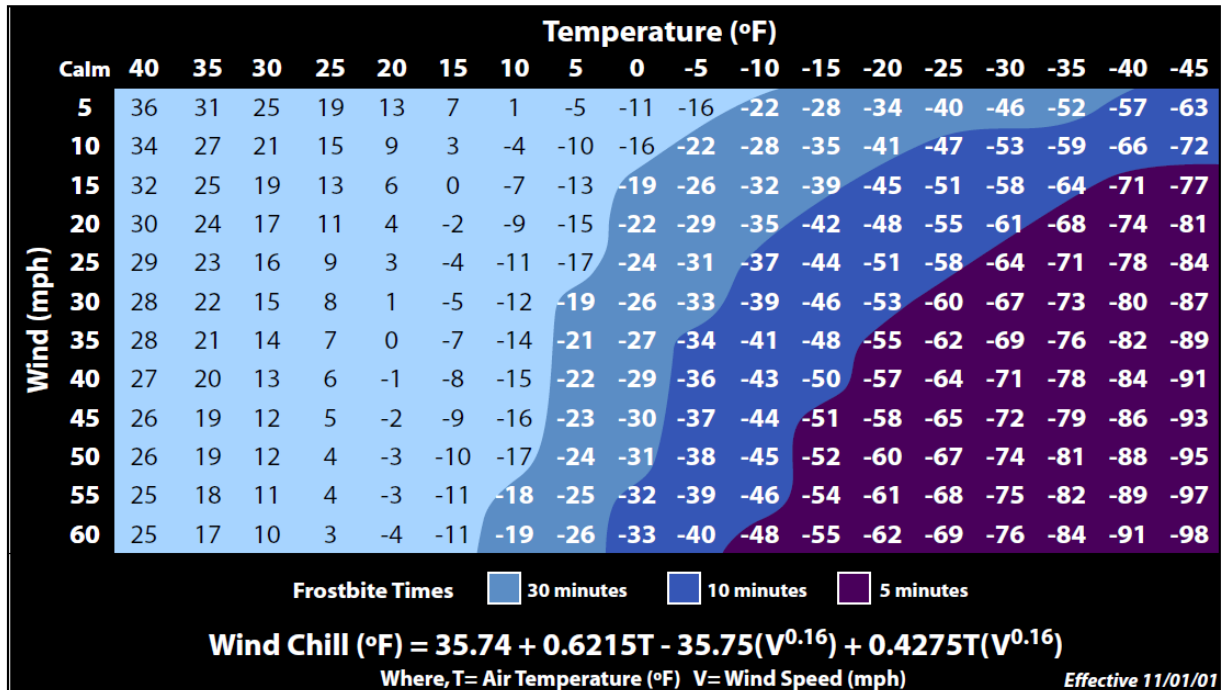 Temperature (ºF)
Calm 40 35 30 25 20 15 10 5 0 -5 -10 -15 -20 -25 -30 -35 -40 -45
5 36 31 25 19 13 7 1 -5 -11 -16 -22 -28 -34 -40 -46 -52 -57 -63
10 34 27 21 15 9 3 -4 -10 -16 -22 -28 -35 -41 -47 -53 -59 -66 -72
15 32 25 19 13 6 0 -7 -13 -19 -26 -32 -39 -45 -51 -58 -64 -71 -77
20 30 24 17 11 4 -2 -9 -15 -22 -29 -35 -42 -48 -55 -61 -68 -74 -81
25 29 23 16 9 3 -4 -11 -17 -24 -31 -37 -44 -51 -58 -64 -71 -78 -84
30 28 22 15 8 1 -5 -12 -19 -26 -33 -39 -46 -53 -60 -67 -73 -80 -87
35 28 21 14 7 0 -7 -14 -21 -27 -34 -41 -48 -55 -62 -69 -76 -82 -89
40 27 20 13 6 -1 -8 -15 -22 -29 -36 -43 -50 -57 -64 -71 -78 -84 -91
45 26 19 12 5 -2 -9 -16 -23 -30 -37 -44 -51 -58 -65 -72 -79 -86 -93
50 26 19 12 4 -3 -10 -17 -24 -31 -38 -45 -52 -60 -67 -74 -81 -88 -95
55 25 18 11 4 -3 -11 -18 -25 -32 -39 -46 -54 -61 -68 -75 -82 -89 -97
60 25 17 10 3 -4 -11 -19 -26 -33 -40 -48 -55 -62 -69 -76 -84 -91 -98
Wind (mph)
Frostbite Times 30 minutes 10 minutes 5 minutes
Wind Chill (ºF) = 35.74 + 0.6215T - 35.75(V^0.16) + 0.4275T(V^0.16)
Where, T= Air Temperature (ºF) V= Wind Speed (mph) Effective 11/01/01